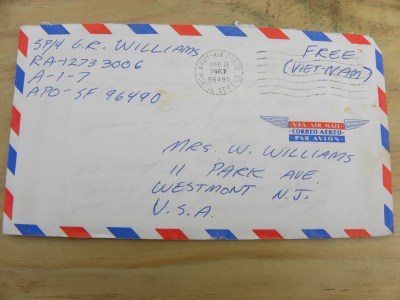 SP/4 G.R. WILLIAMS
RA-12733006
A-1-7
APO-SF 96490
1967
96490
FREE
(VIET-NAM)
VIA AIR MAIL
CORREO AEREO
PAR AVION
MRS. W. WILLIAMS
11 PARK AVE.
WESTMONT N.J.
U.S.A.